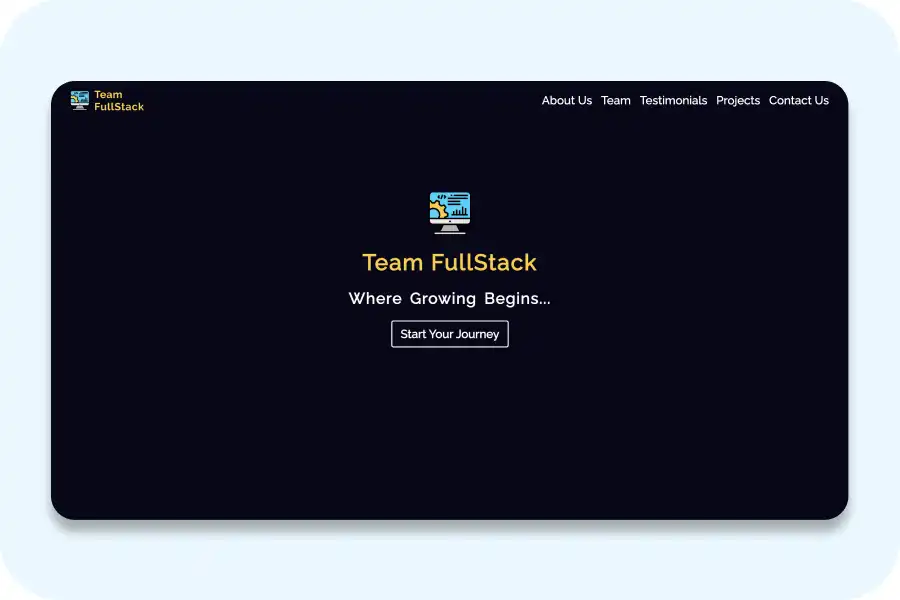 Team
FullStack
About Us Team Testimonials Projects Contact Us
Team FullStack
Where Growing Begins...
Start Your Journey